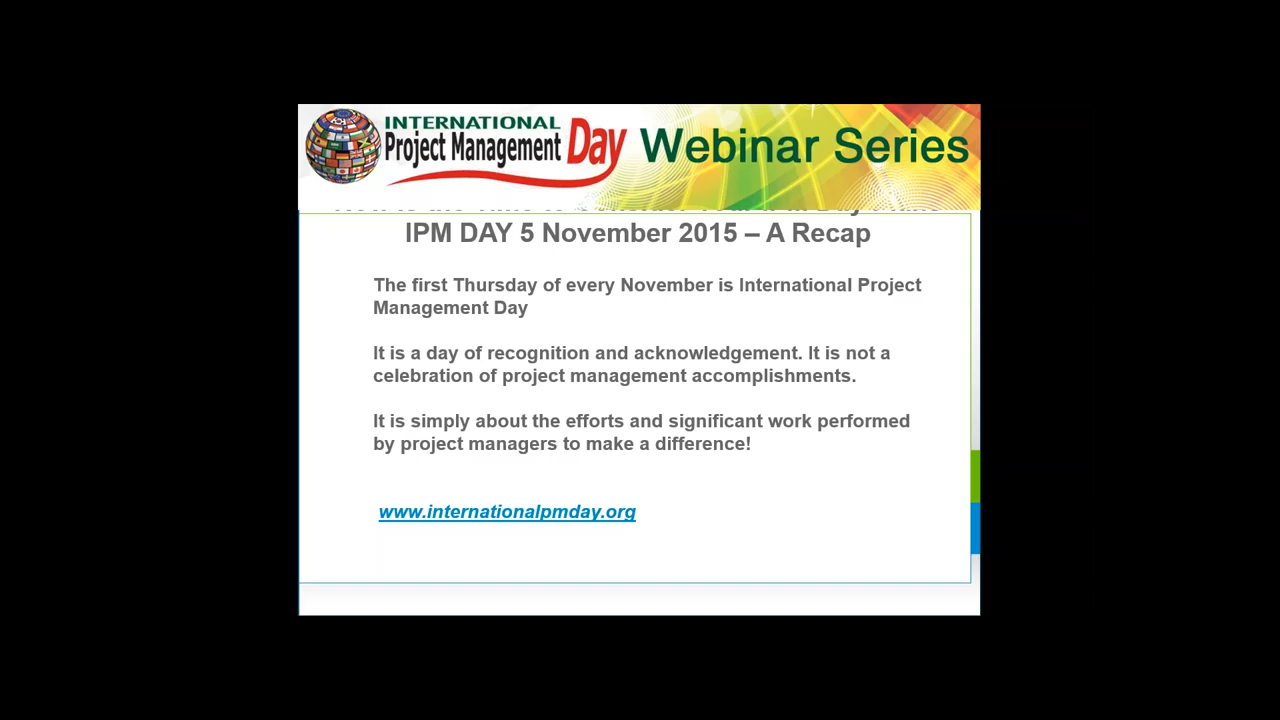 INTERNATIONAL
Project Management Day
Webinar Series
IPM DAY 5 November 2015 – A Recap
The first Thursday of every November is International Project
Management Day
It is a day of recognition and acknowledgement. It is not a
celebration of project management accomplishments.
It is simply about the efforts and significant work performed
by project managers to make a difference!
www.internationalpmday.org